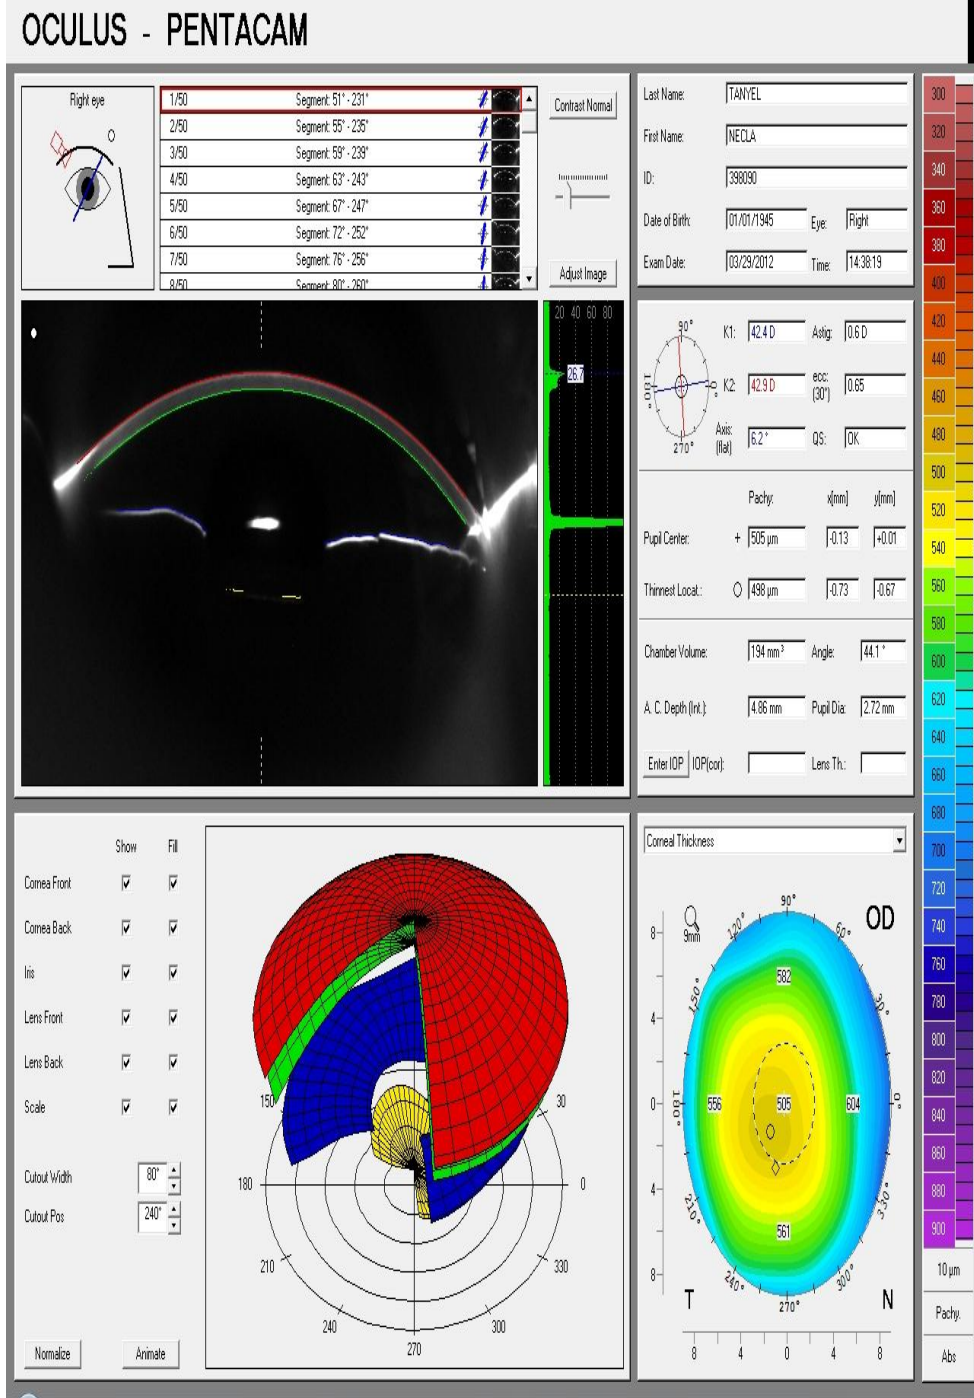 OCULUS - PENTACAM
Right eye
1/50 Segment: 51° - 231°
2/50 Segment: 55° - 235°
3/50 Segment: 59° - 239°
4/50 Segment: 63° - 243°
5/50 Segment: 67° - 247°
6/50 Segment: 72° - 252°
7/50 Segment: 76° - 256°
8/50 Segment: 80° - 260°
Contrast Normal
Adjust Image
Last Name: TANYEL
First Name: NECLA
ID: 398090
Date of Birth: 01/01/1945 Eye: Right
Exam Date: 03/29/2012 Time: 14:38:19
20 40 60 80
26.7
90°
180°
0°
270°
K1: 42.4 D Astig: 0.6 D
K2: 42.9 D ecc: (30°) 0.65
Axis: (flat) 6.2° QS: OK
Pachy: x[mm] y[mm]
Pupil Center: + 505 µm -0.13 +0.01
Thinnest Locat.: 498 µm -0.73 -0.67
Chamber Volume: 194 mm³ Angle: 44.1°
A. C. Depth (Int.): 4.86 mm Pupil Dia: 2.72 mm
Enter IOP IOP(cor): Lens Th.:
Show Fill
Cornea Front
Cornea Back
Iris
Lens Front
Lens Back
Scale
Cutout Width 80°
Cutout Pos 240°
Normalize Animate
150
30
180
0
210
330
240
300
270
Corneal Thickness
OD
9mm
90°
120°
60°
150°
30°
180°
0°
210°
330°
240°
300°
270°
8
4
0
4
8
582
556 505 604
561
T N
8 4 0 4 8
300
320
340
360
380
400
420
440
460
480
500
520
540
560
580
600
620
640
660
680
700
720
740
760
780
800
820
840
860
880
900
10 µm
Pachy.
Abs